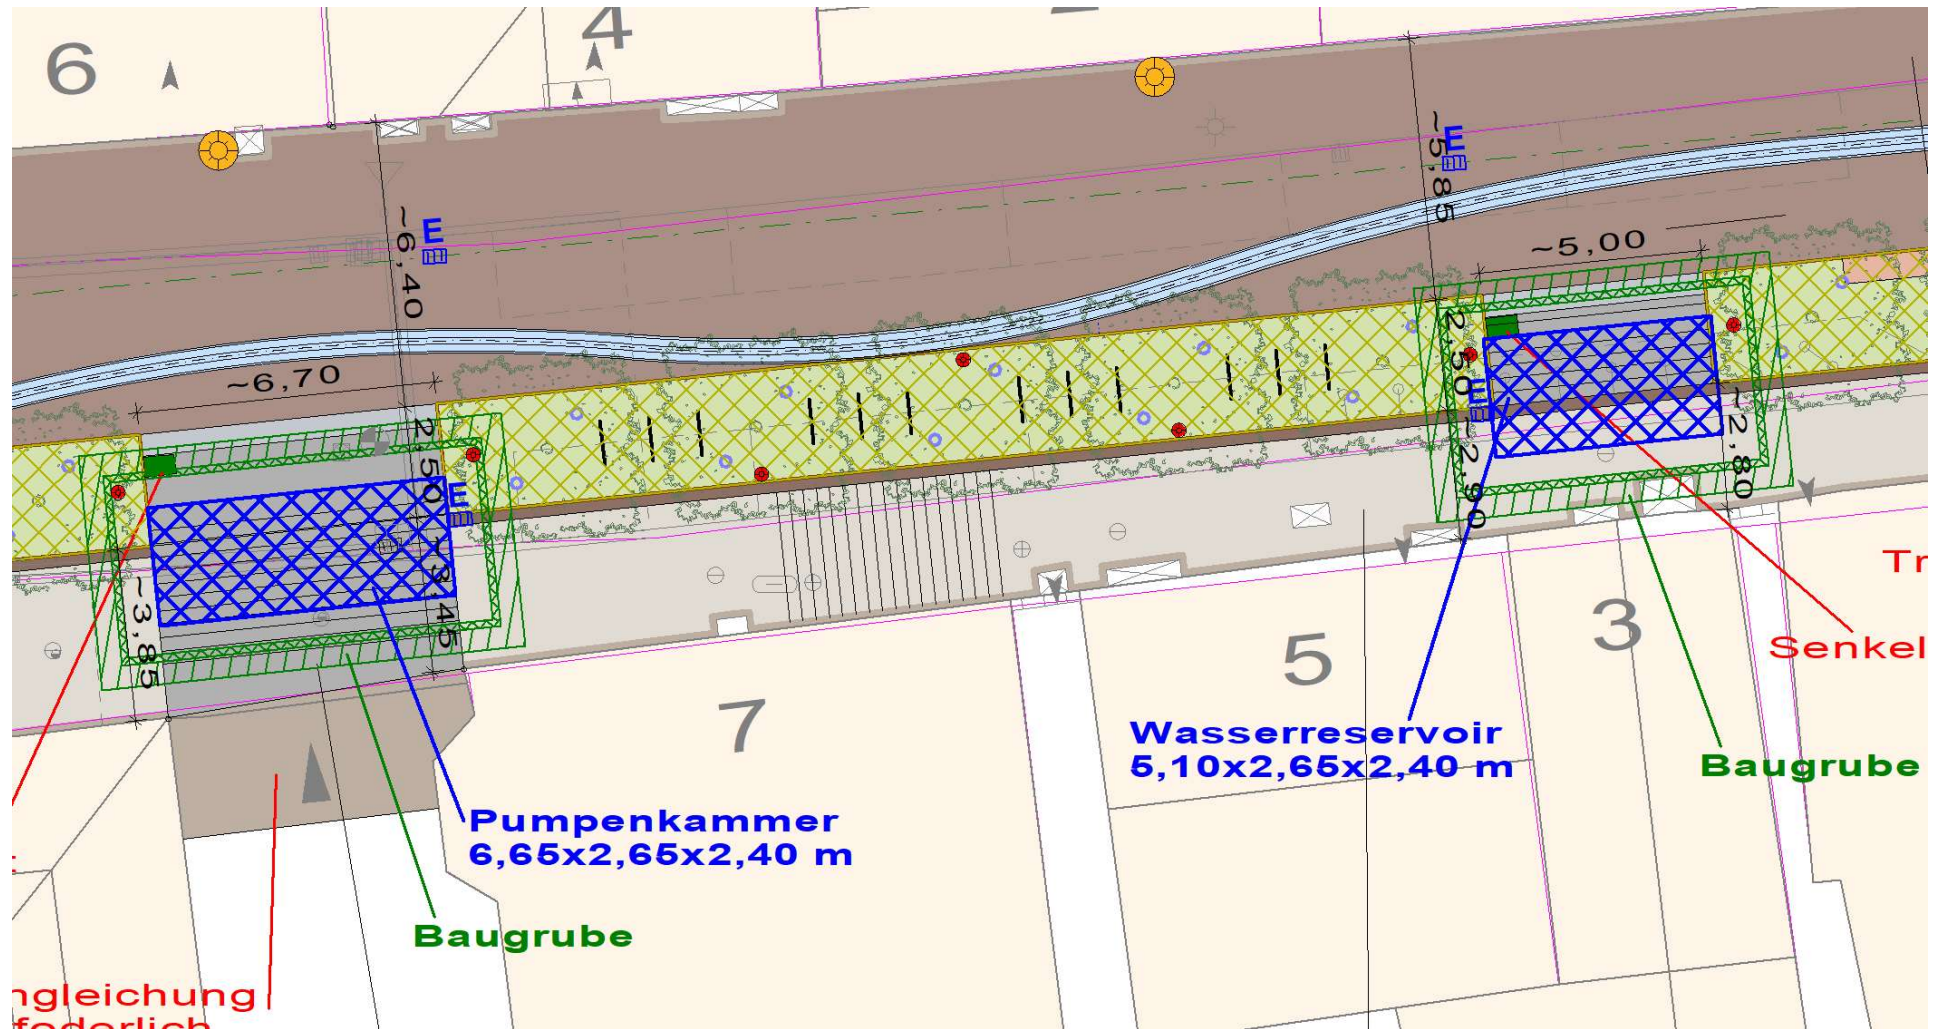 6
4
~5,85
E
~6,40
E
~5,00
~6,70
2,50
E
~2,90
~2,80
2,50
E
~3,45
~3,85
Tr
3
5
Senkel
7
Wasserreservoir
5,10x2,65x2,40 m
Baugrube
Pumpenkammer
6,65x2,65x2,40 m
Baugrube
ngleichung
foderlich